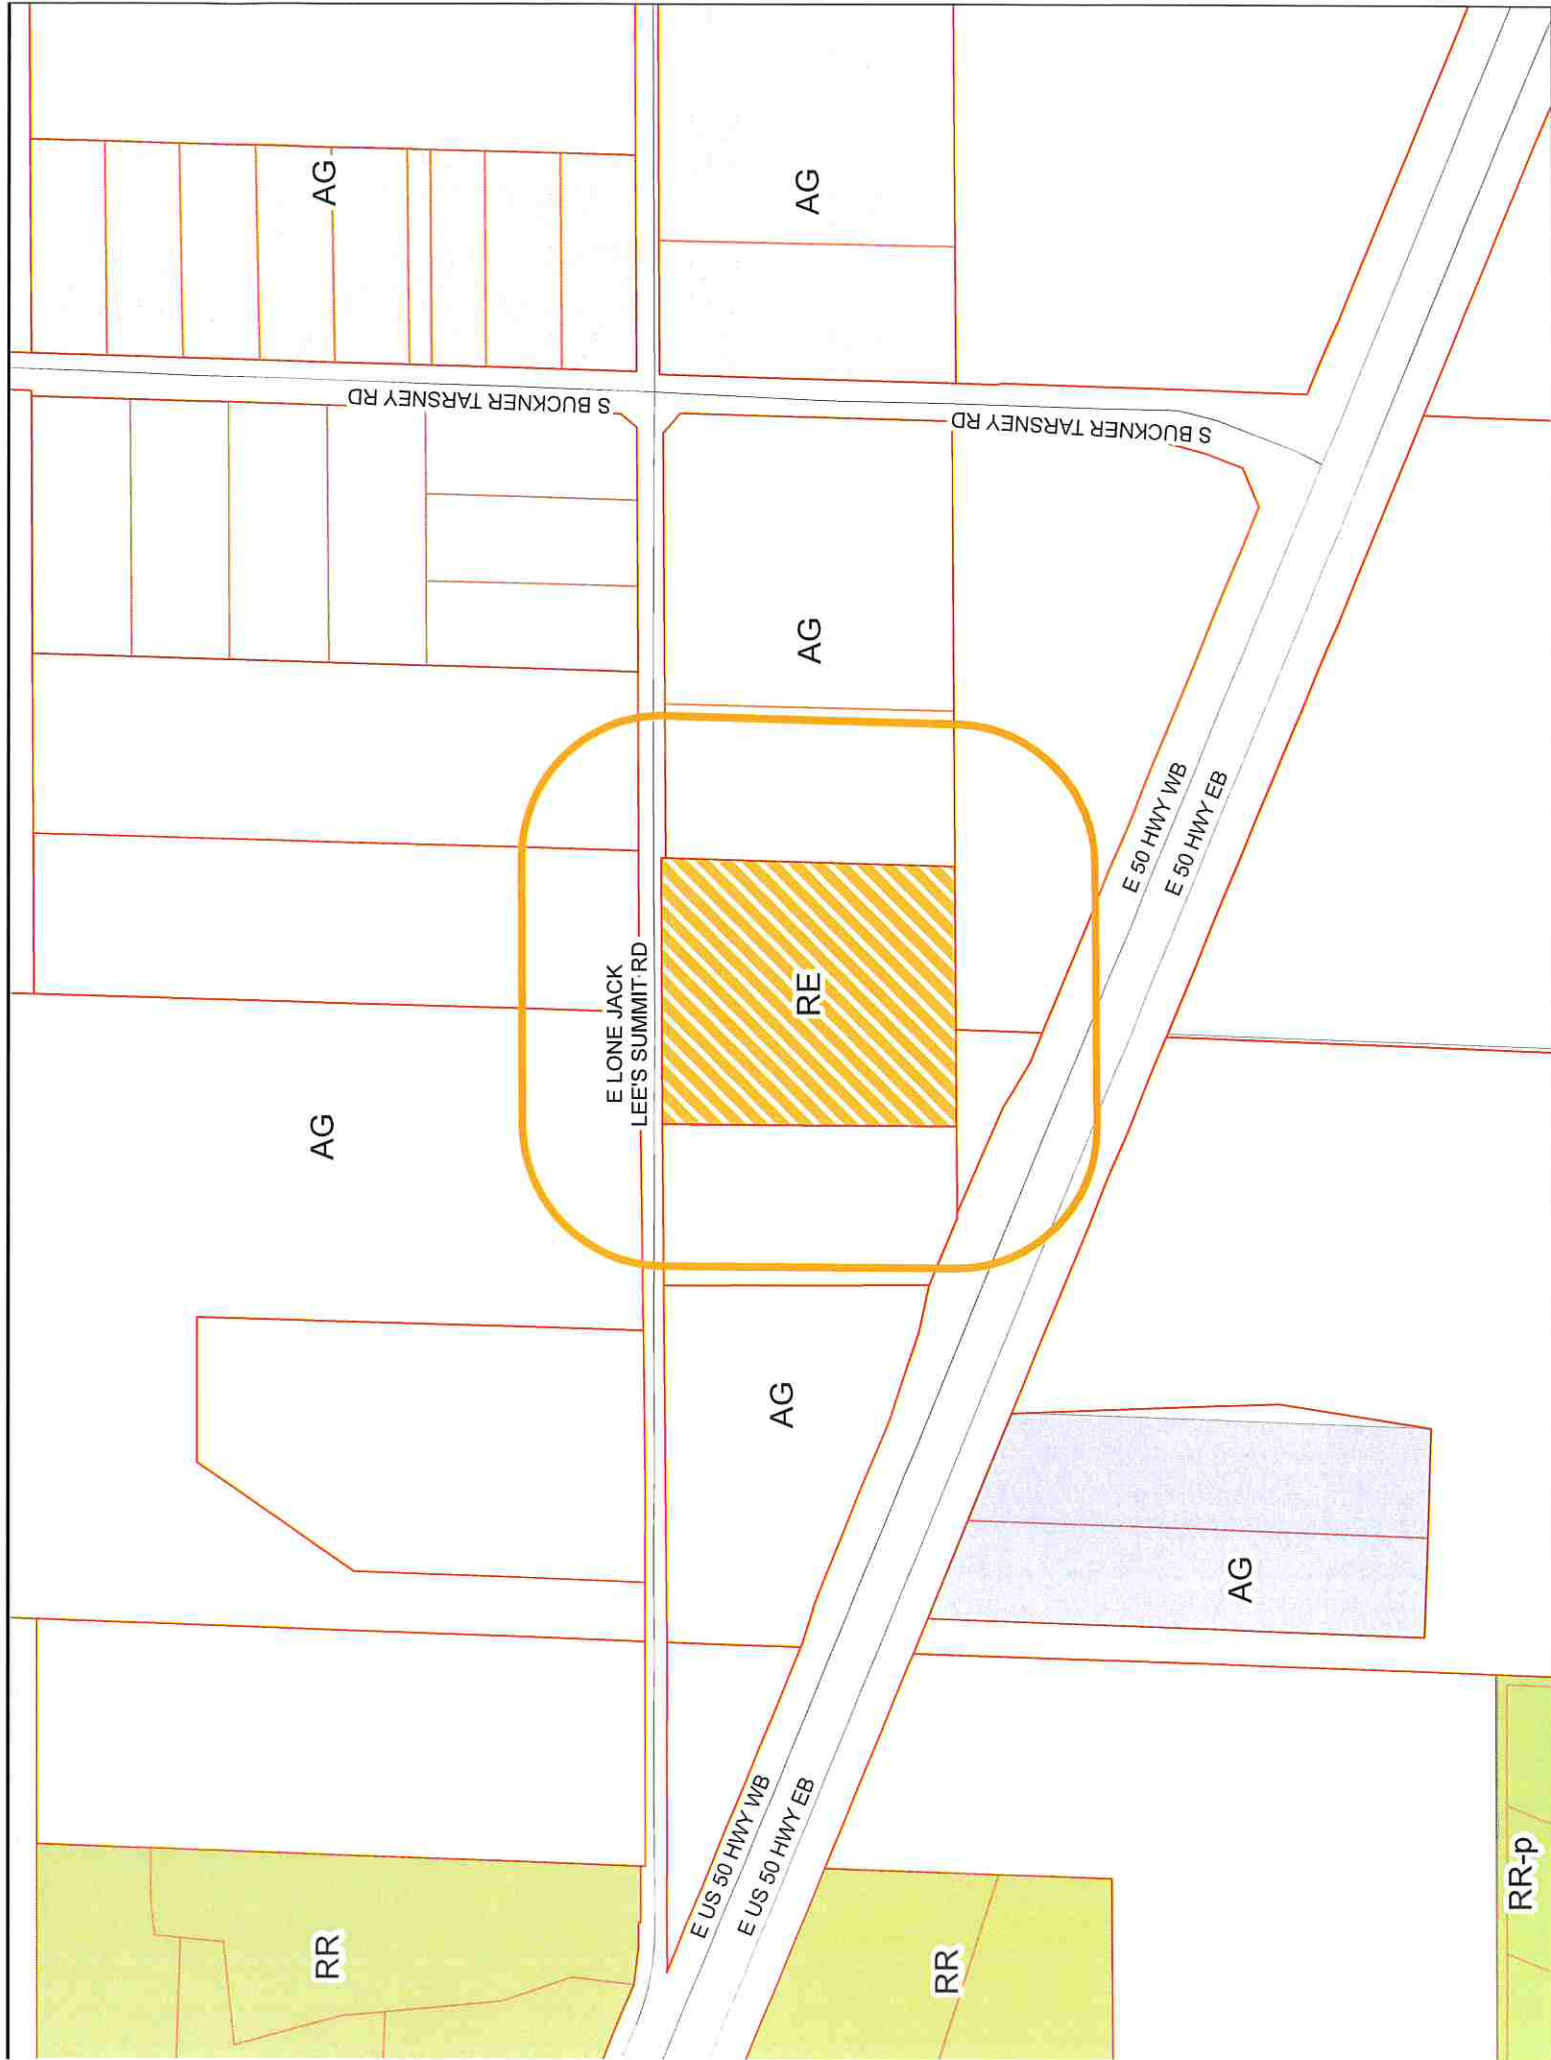 AG
AG
S BUCKNER TARSNEY RD
S BUCKNER TARSNEY RD
AG
E LONE JACK
LEE'S SUMMIT RD
RE
E 50 HWY WB
E 50 HWY EB
AG
AG
AG
E US 50 HWY WB
E US 50 HWY EB
RR
RR
RR-p